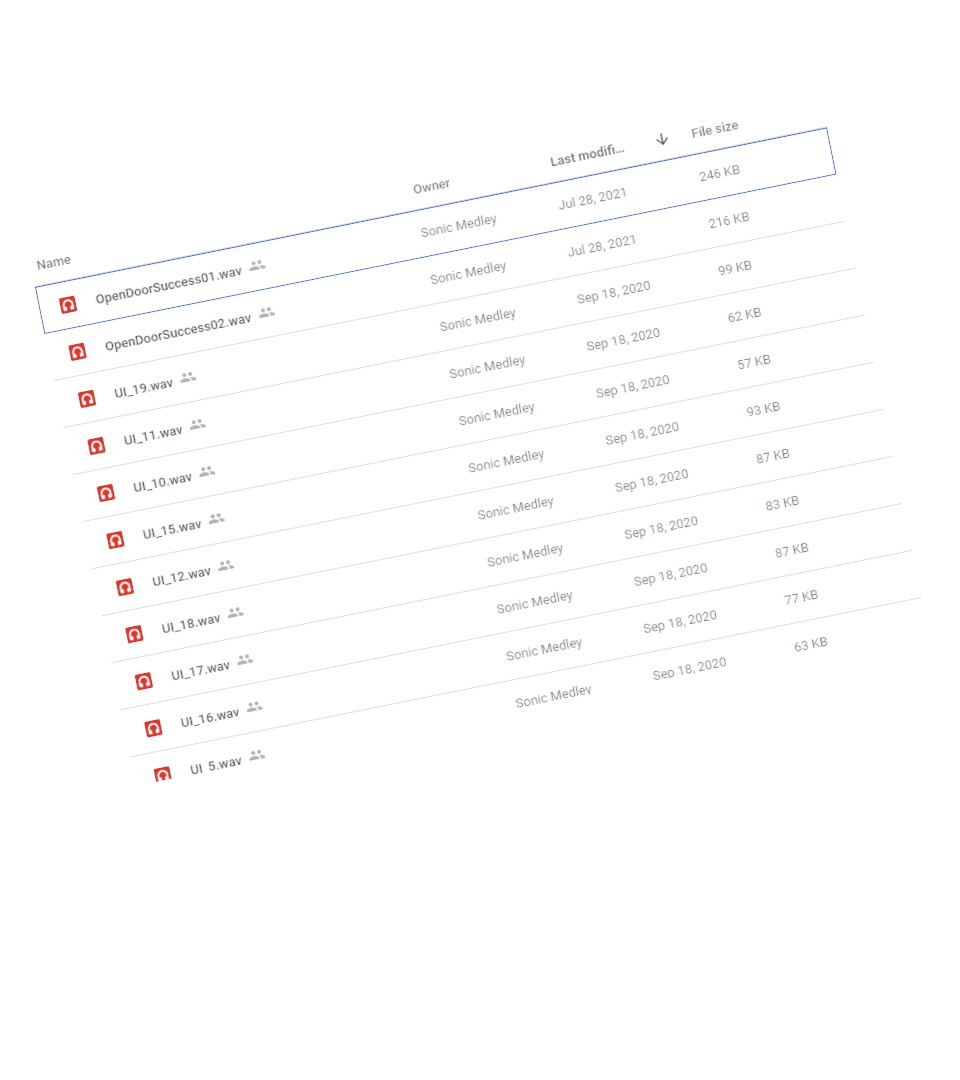 Name Owner Last modifi... File size
OpenDoorSuccess01.wav Sonic Medley Jul 28, 2021 246 KB
OpenDoorSuccess02.wav Sonic Medley Jul 28, 2021 216 KB
UI_19.wav Sonic Medley Sep 18, 2020 99 KB
UI_11.wav Sonic Medley Sep 18, 2020 62 KB
UI_10.wav Sonic Medley Sep 18, 2020 57 KB
UI_15.wav Sonic Medley Sep 18, 2020 93 KB
UI_12.wav Sonic Medley Sep 18, 2020 87 KB
UI_18.wav Sonic Medley Sep 18, 2020 83 KB
UI_17.wav Sonic Medley Sep 18, 2020 87 KB
UI_16.wav Sonic Medley Sep 18, 2020 77 KB
UI 5.wav Sonic Medley Sep 18, 2020 63 KB